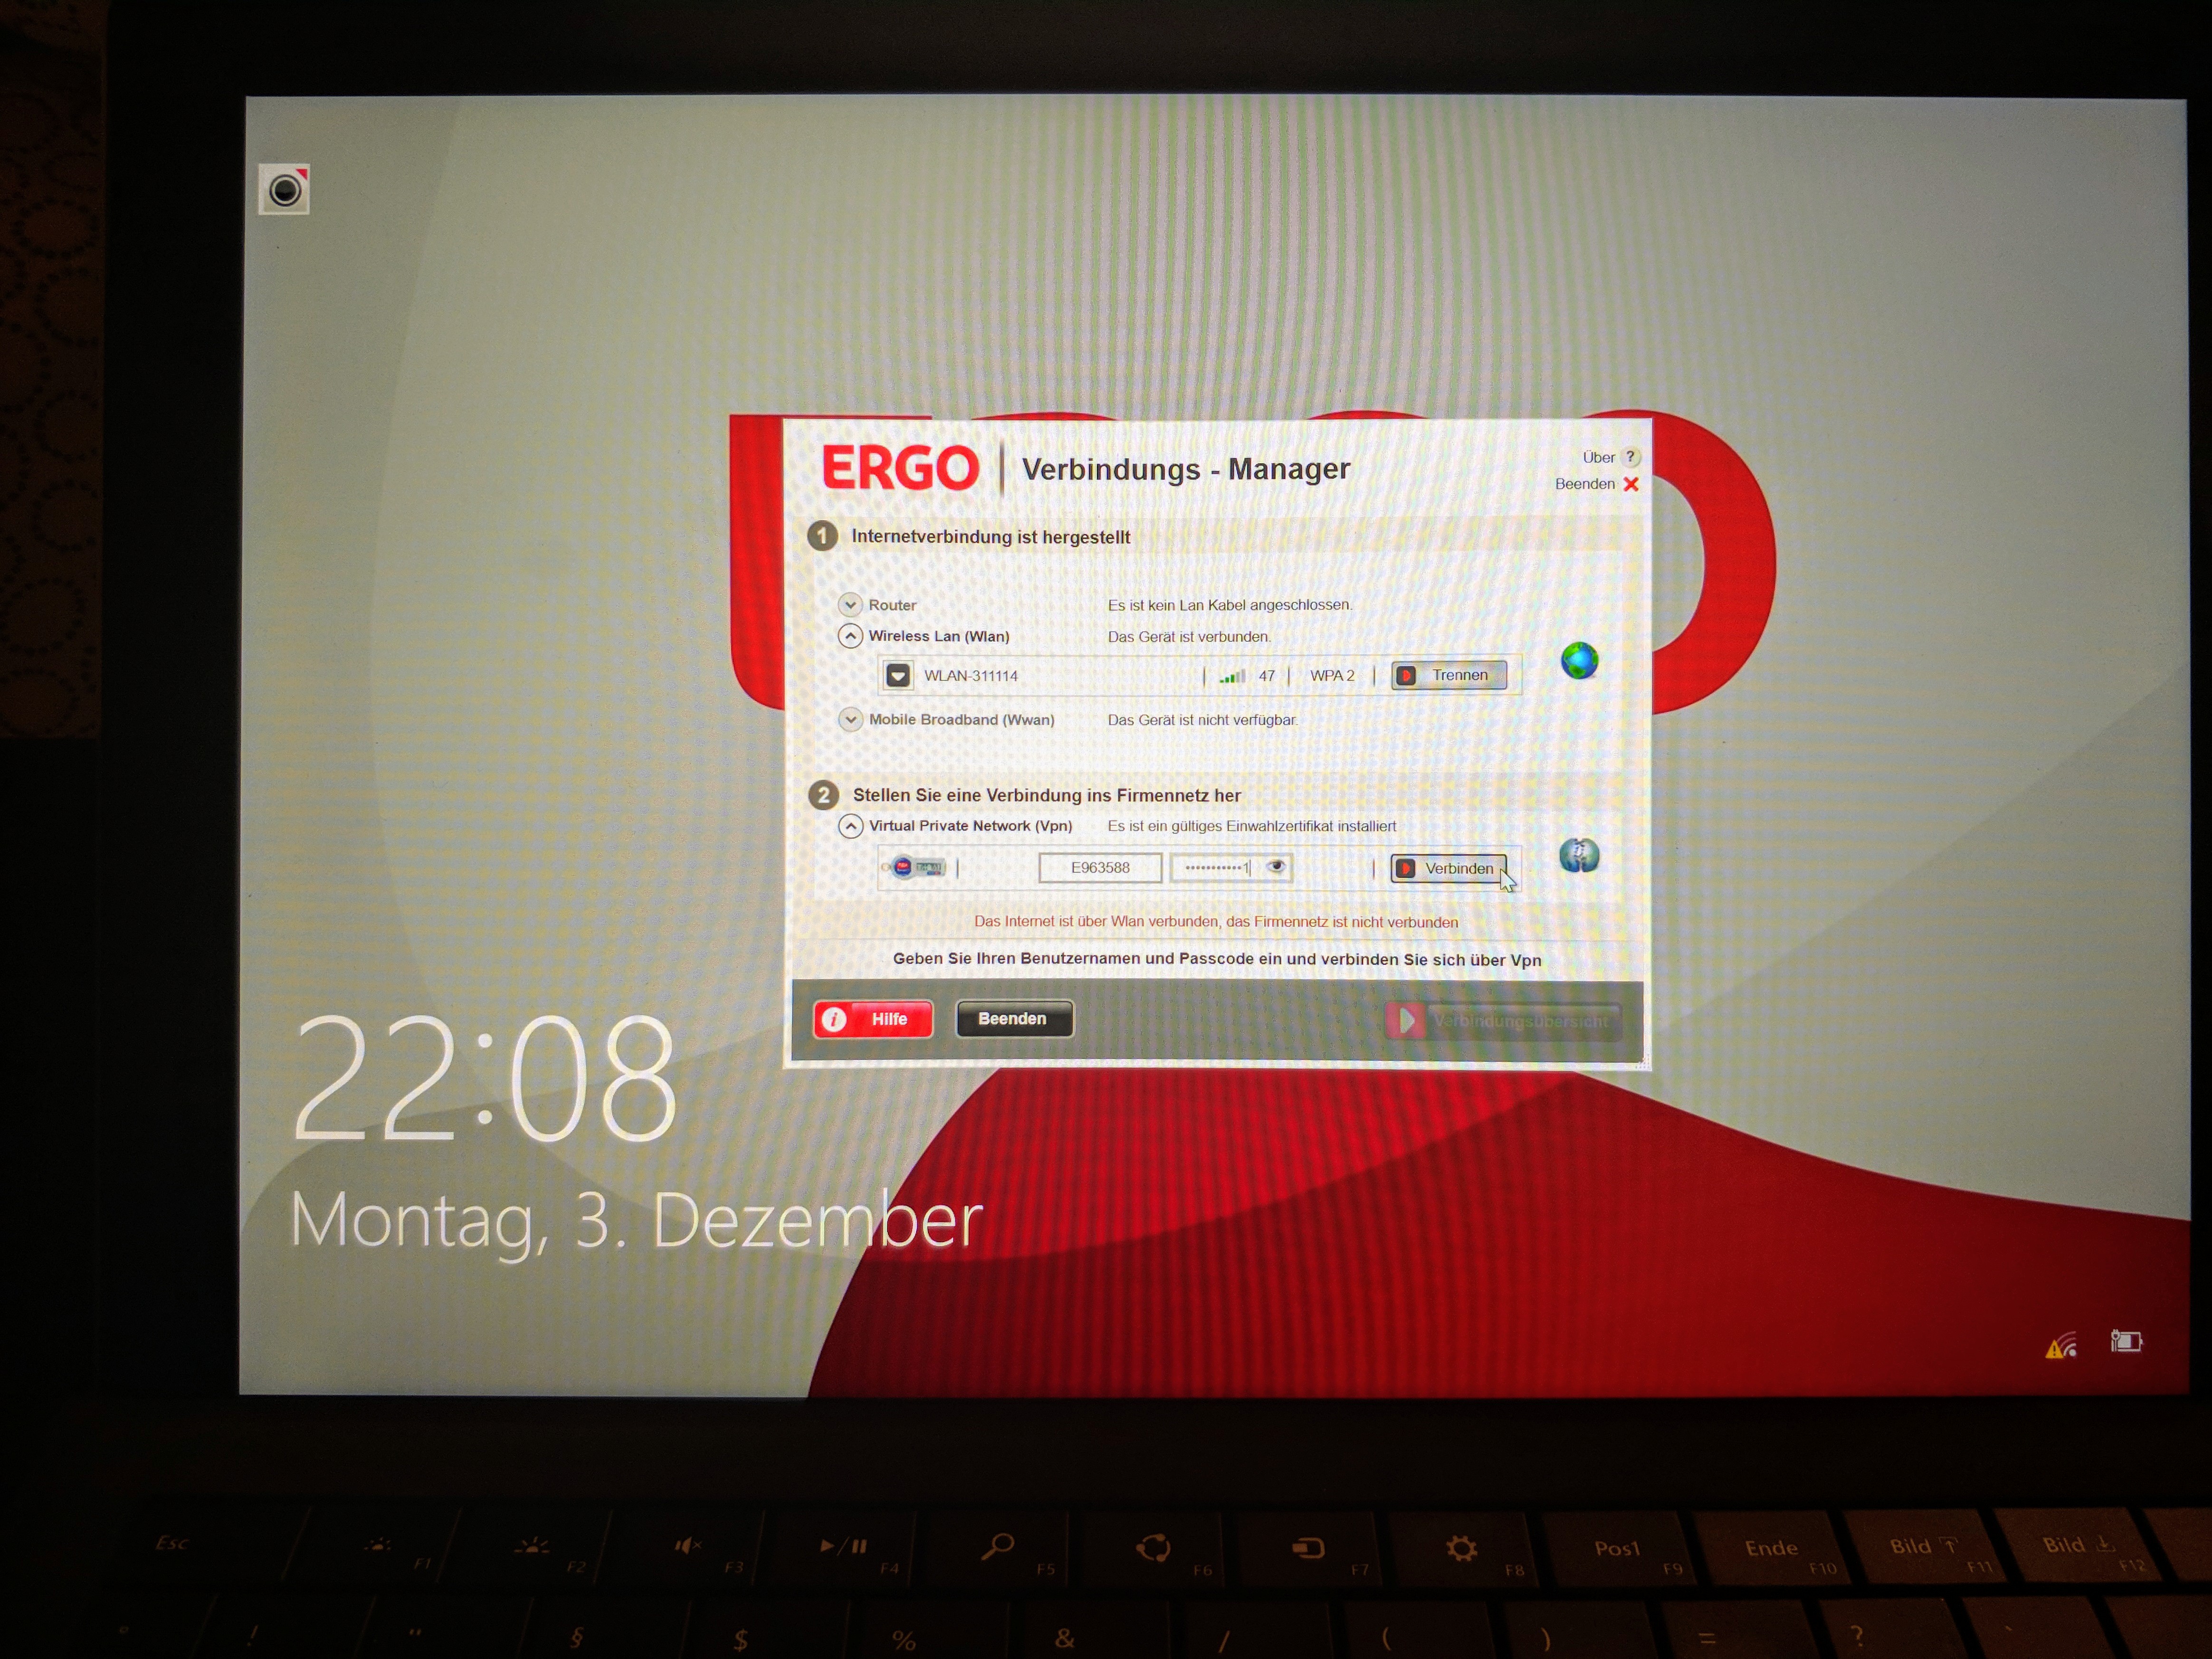 ERGO | Verbindungs - Manager
Über ?
Beenden
1 Internetverbindung ist hergestellt
Router Es ist kein Lan Kabel angeschlossen.
Wireless Lan (Wlan) Das Gerät ist verbunden.
WLAN-311114 | 47 | WPA 2 | Trennen
Mobile Broadband (Wwan) Das Gerät ist nicht verfügbar.
2 Stellen Sie eine Verbindung ins Firmennetz her
Virtual Private Network (Vpn) Es ist ein gültiges Einwahlzertifikat installiert
| E963588 •••••••••••1 | Verbinden
Das Internet ist über Wlan verbunden, das Firmennetz ist nicht verbunden
Geben Sie Ihren Benutzernamen und Passcode ein und verbinden Sie sich über Vpn
i Hilfe Beenden Verbindungsübersicht
22:08
Montag, 3. Dezember
Esc F1 F2 F3 F4 F5 F6 F7 F8 Pos1 F9 Ende F10 Bild F11 Bild F12
° ! " § $ % & / ( ) = ? `